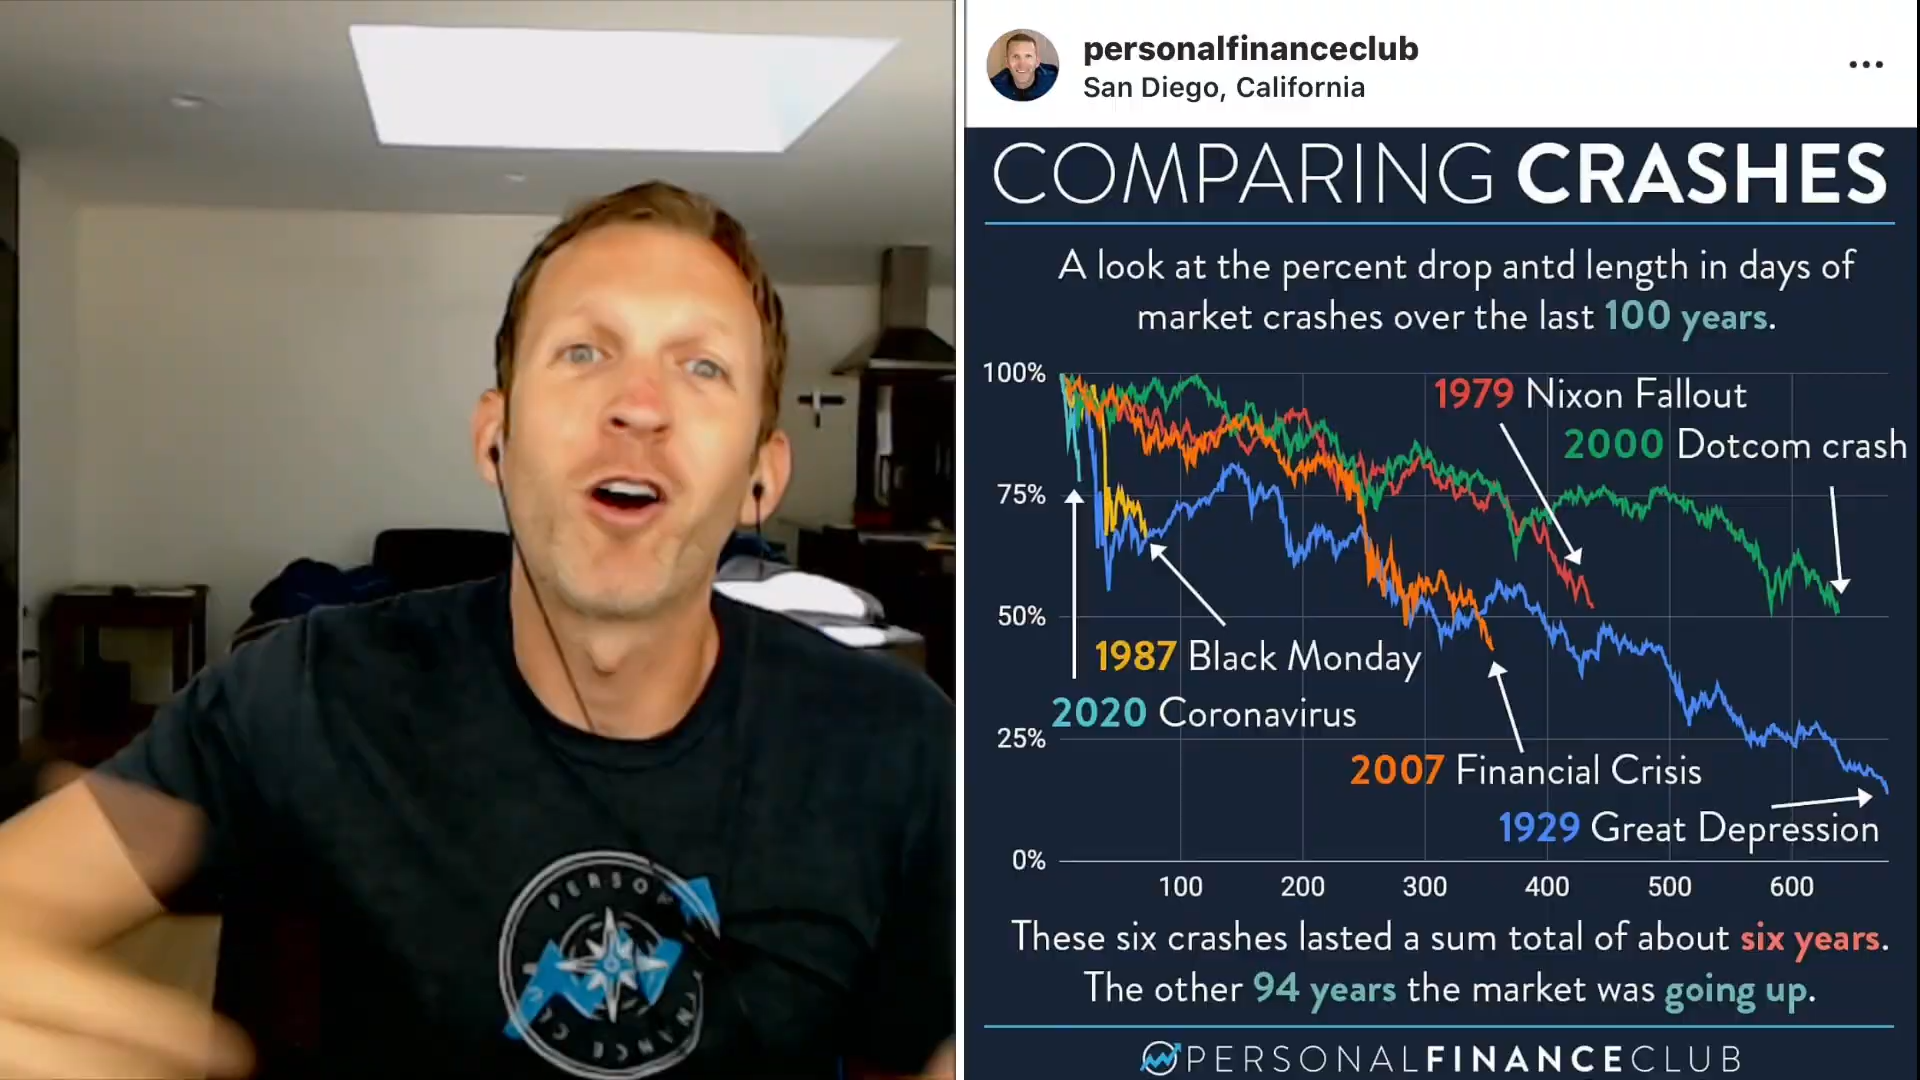 personalfinanceclub
San Diego, California
COMPARING CRASHES
A look at the percent drop antd length in days of
market crashes over the last 100 years.
100%
1979 Nixon Fallout
2000 Dotcom crash
75%
50%
1987 Black Monday
2020 Coronavirus
25%
2007 Financial Crisis
1929 Great Depression
0%
100 200 300 400 500 600
These six crashes lasted a sum total of about six years.
The other 94 years the market was going up.
PERSONALFINANCECLUB